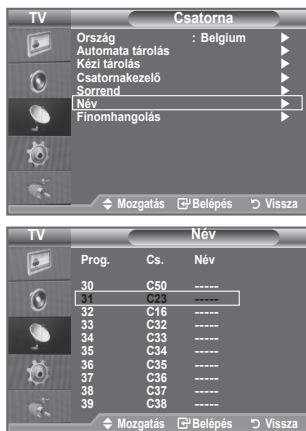 TV Csatorna
Ország : Belgium
Automata tárolás
Kézi tárolás
Csatornakezelő
Sorrend
Név
Finomhangolás
Mozgatás Belépés Vissza
TV Név
Prog. Cs. Név
30 C50 -----
31 C23 -----
32 C16 -----
33 C32 -----
34 C33 -----
35 C34 -----
36 C35 -----
37 C36 -----
38 C37 -----
39 C38 -----
Mozgatás Belépés Vissza